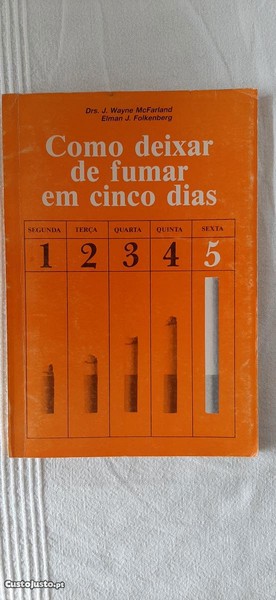 Drs. J. Wayne McFarland
Elman J. Folkenberg
Como deixar
de fumar
em cinco dias
SEGUNDA TERÇA QUARTA QUINTA SEXTA
1 2 3 4 5
CustoJusto.pt